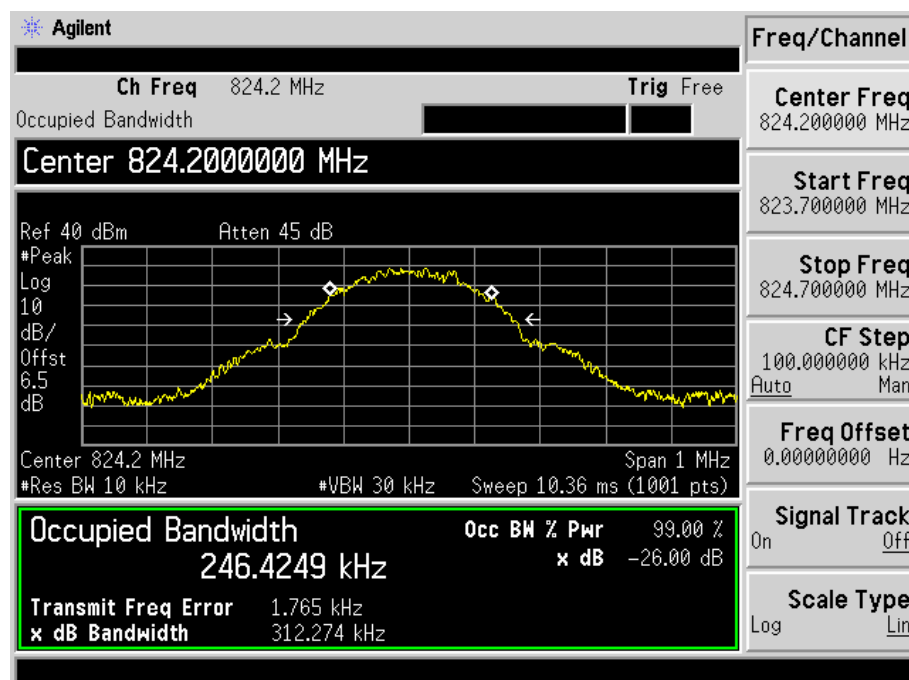 Agilent
Freq/Channel
Ch Freq 824.2 MHz Trig Free
Occupied Bandwidth
Center 824.2000000 MHz
Ref 40 dBm Atten 45 dB
#Peak
Log
10
dB/
Offst
6.5
dB
Center 824.2 MHz Span 1 MHz
#Res BW 10 kHz #VBW 30 kHz Sweep 10.36 ms (1001 pts)
Occupied Bandwidth Occ BW % Pwr 99.00 %
246.4249 kHz x dB -26.00 dB
Transmit Freq Error 1.765 kHz
x dB Bandwidth 312.274 kHz
Center Freq
824.200000 MHz
Start Freq
823.700000 MHz
Stop Freq
824.700000 MHz
CF Step
100.000000 kHz
Auto Man
Freq Offset
0.00000000 Hz
Signal Track
On Off
Scale Type
Log Lin